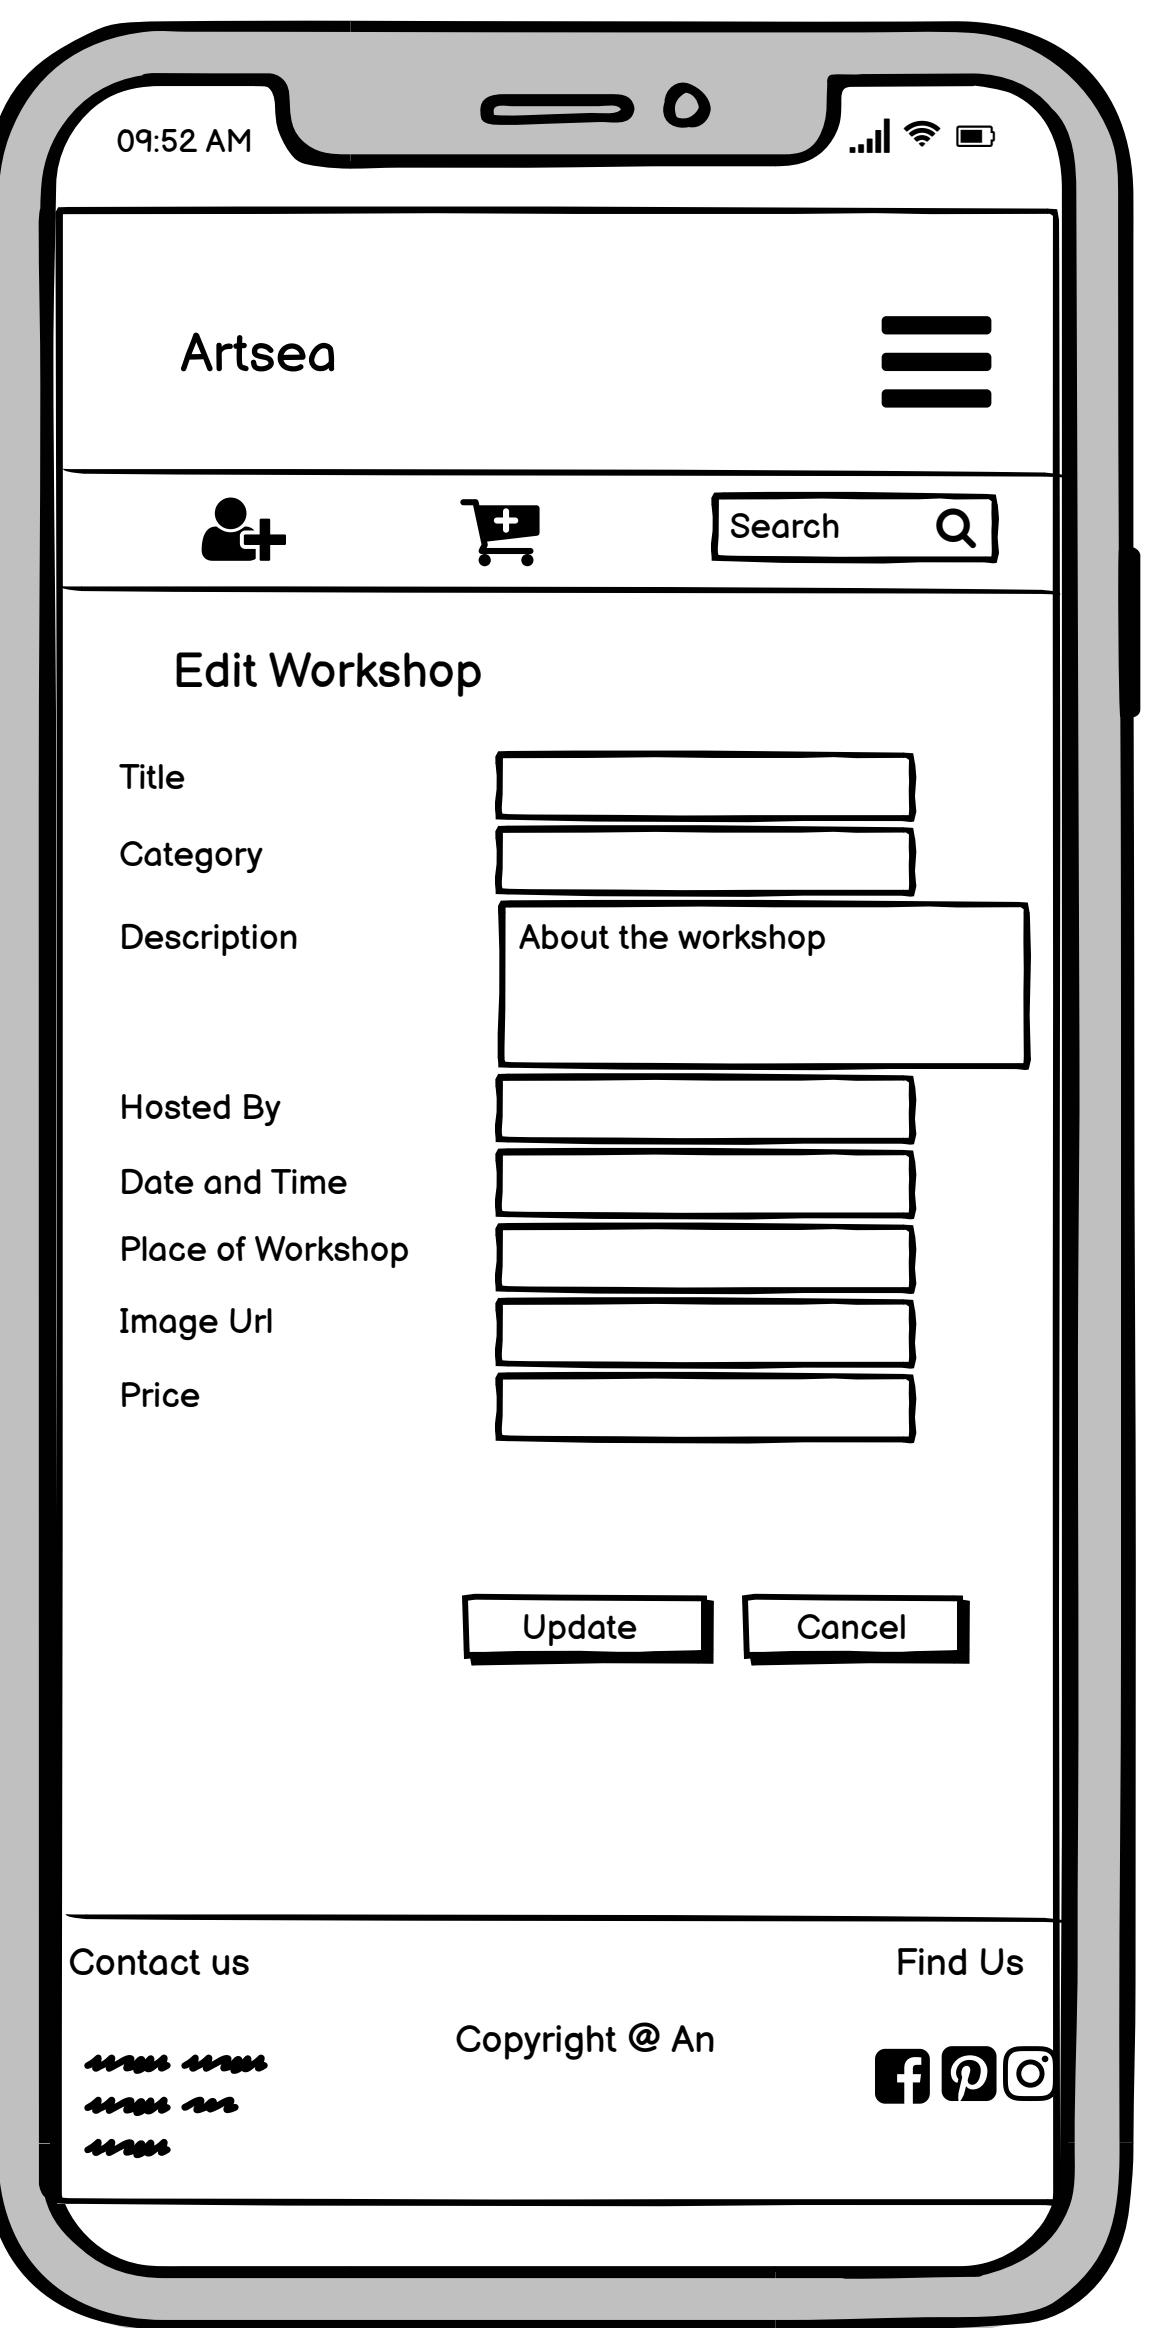 09:52 AM
Artsea
Search
Edit Workshop
Title
Category
Description
About the workshop
Hosted By
Date and Time
Place of Workshop
Image Url
Price
Update
Cancel
Contact us
Find Us
Copyright @ An